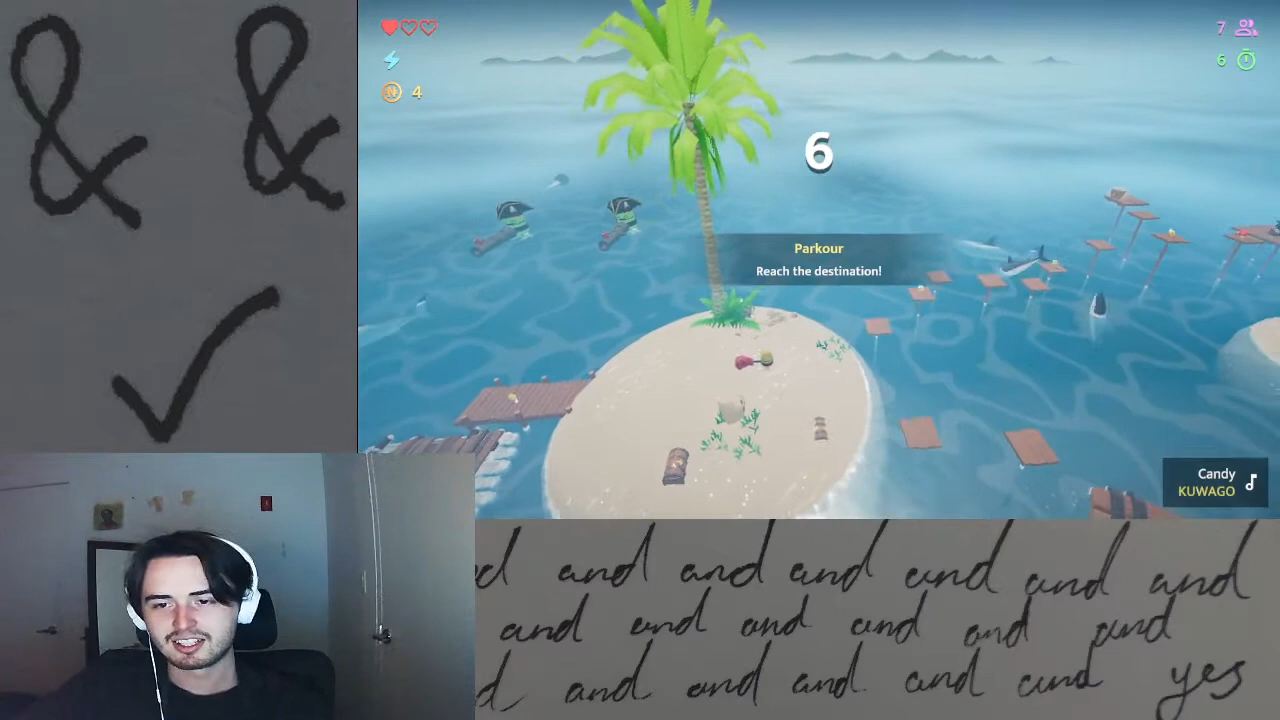 & &
4
7
6
6
Parkour
Reach the destination!
Candy
KUWAGO
and and and and and and
and and and and and and
and and and and and yes